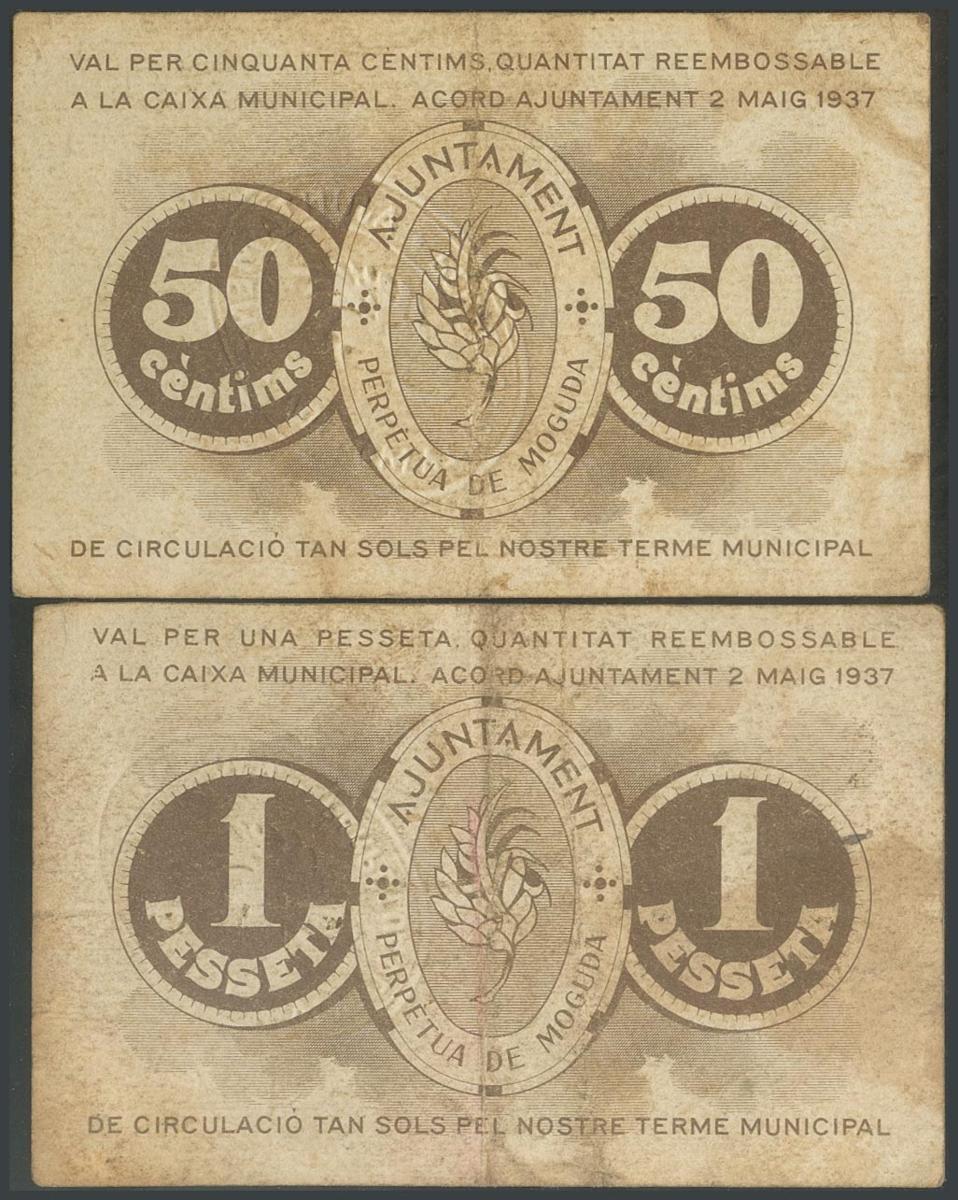 VAL PER CINQUANTA CÈNTIMS, QUANTITAT REEMBOSSABLE
A LA CAIXA MUNICIPAL. ACORD AJUNTAMENT 2 MAIG 1937
AJUNTAMENT
50
cèntims
50
cèntims
PERPÈTUA DE MOGUDA
DE CIRCULACIÓ TAN SOLS PEL NOSTRE TERME MUNICIPAL
VAL PER UNA PESSETA, QUANTITAT REEMBOSSABLE
A LA CAIXA MUNICIPAL. ACORD AJUNTAMENT 2 MAIG 1937
AJUNTAMENT
1
PESSETA
1
PESSETA
PERPÈTUA DE MOGUDA
DE CIRCULACIÓ TAN SOLS PEL NOSTRE TERME MUNICIPAL